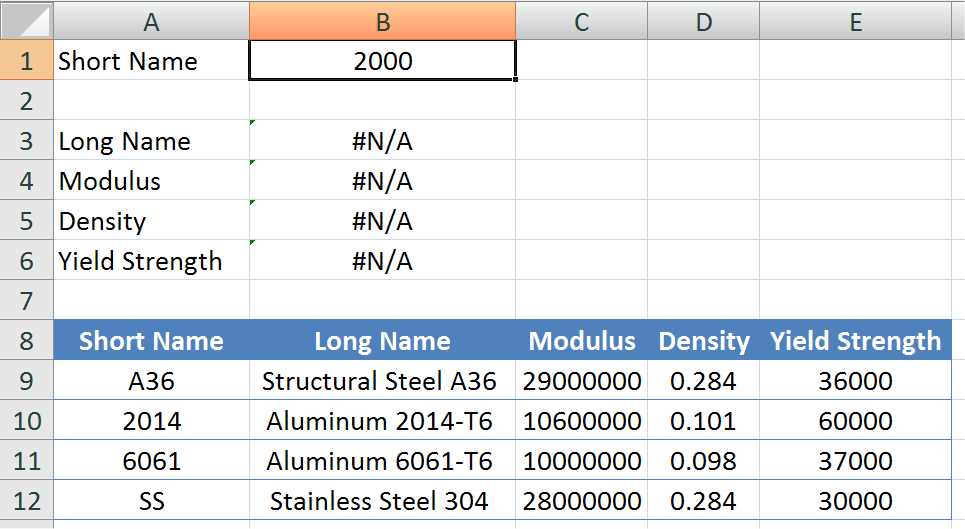 A B C D E
1 Short Name 2000
2
3 Long Name #N/A
4 Modulus #N/A
5 Density #N/A
6 Yield Strength #N/A
7
8 Short Name Long Name Modulus Density Yield Strength
9 A36 Structural Steel A36 29000000 0.284 36000
10 2014 Aluminum 2014-T6 10600000 0.101 60000
11 6061 Aluminum 6061-T6 10000000 0.098 37000
12 SS Stainless Steel 304 28000000 0.284 30000